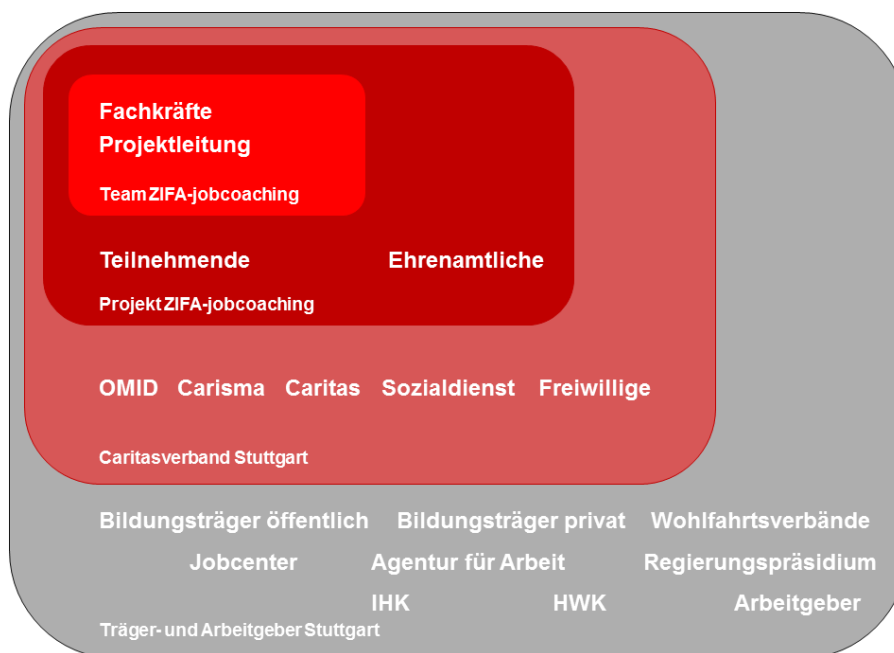 Fachkräfte
Projektleitung
Team ZIFA-jobcoaching
Teilnehmende Ehrenamtliche
Projekt ZIFA-jobcoaching
OMID Carisma Caritas Sozialdienst Freiwillige
Caritasverband Stuttgart
Bildungsträger öffentlich Bildungsträger privat Wohlfahrtsverbände
Jobcenter Agentur für Arbeit Regierungspräsidium
IHK HWK Arbeitgeber
Träger- und Arbeitgeber Stuttgart